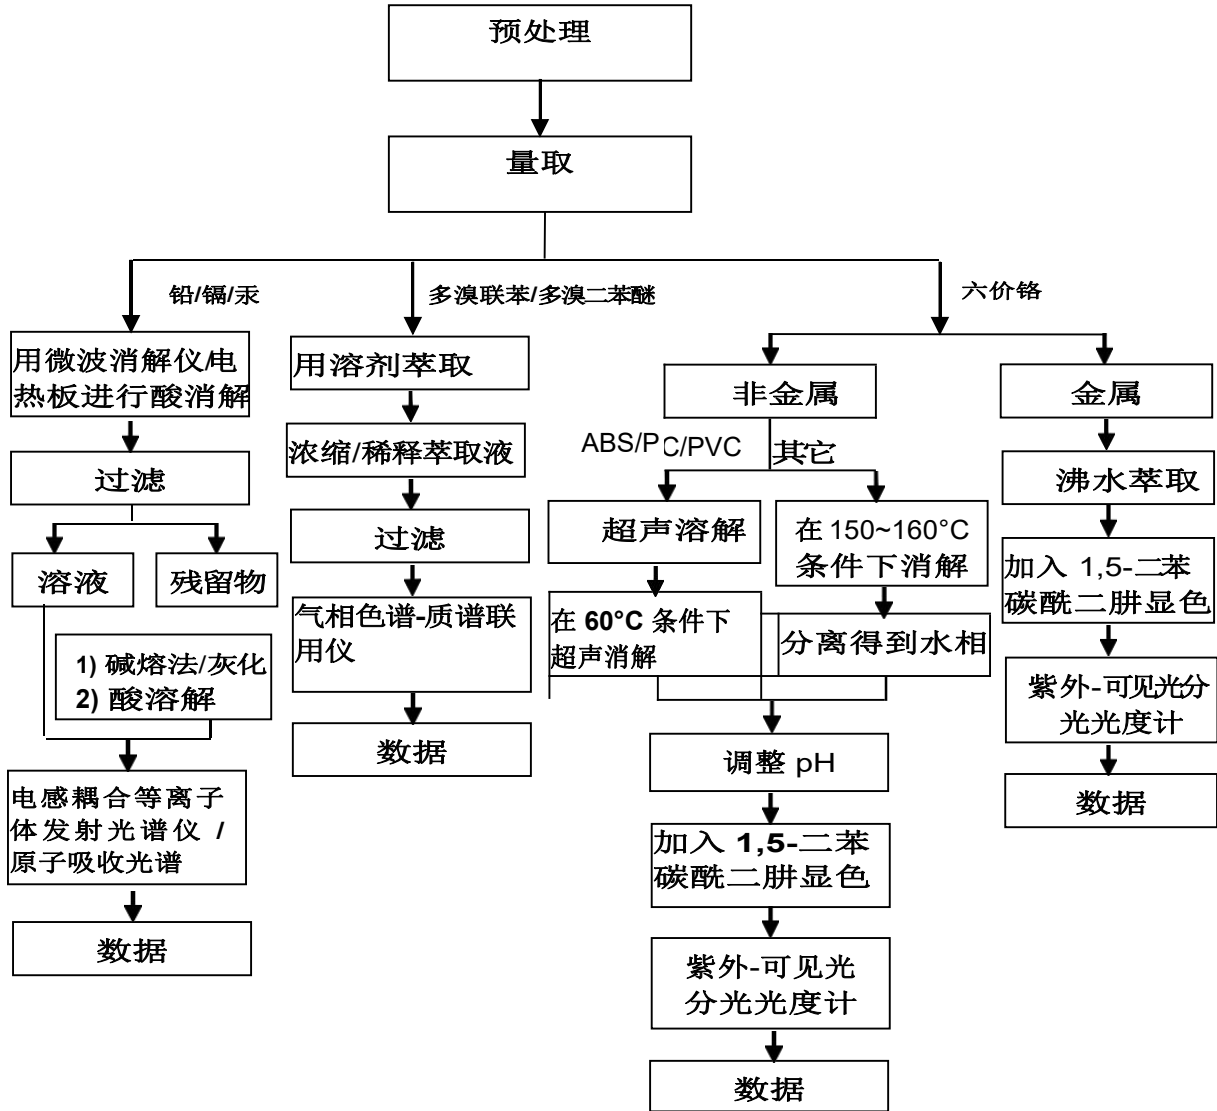 预处理
量取
铅/镉/汞
多溴联苯/多溴二苯醚
六价铬
用微波消解仪/电
热板进行酸消解
过滤
溶液
残留物
1) 碱熔法/灰化
2) 酸溶解
电感耦合等离子
体发射光谱仪 /
原子吸收光谱
数据
用溶剂萃取
浓缩/稀释萃取液
过滤
气相色谱-质谱联
用仪
数据
非金属
ABS/PC/PVC
其它
超声溶解
在 60°C 条件下
超声消解
在 150~160°C
条件下消解
分离得到水相
调整 pH
加入 1,5-二苯
碳酰二肼显色
紫外-可见光
分光光度计
数据
金属
沸水萃取
加入 1,5-二苯
碳酰二肼显色
紫外-可见光分
光光度计
数据